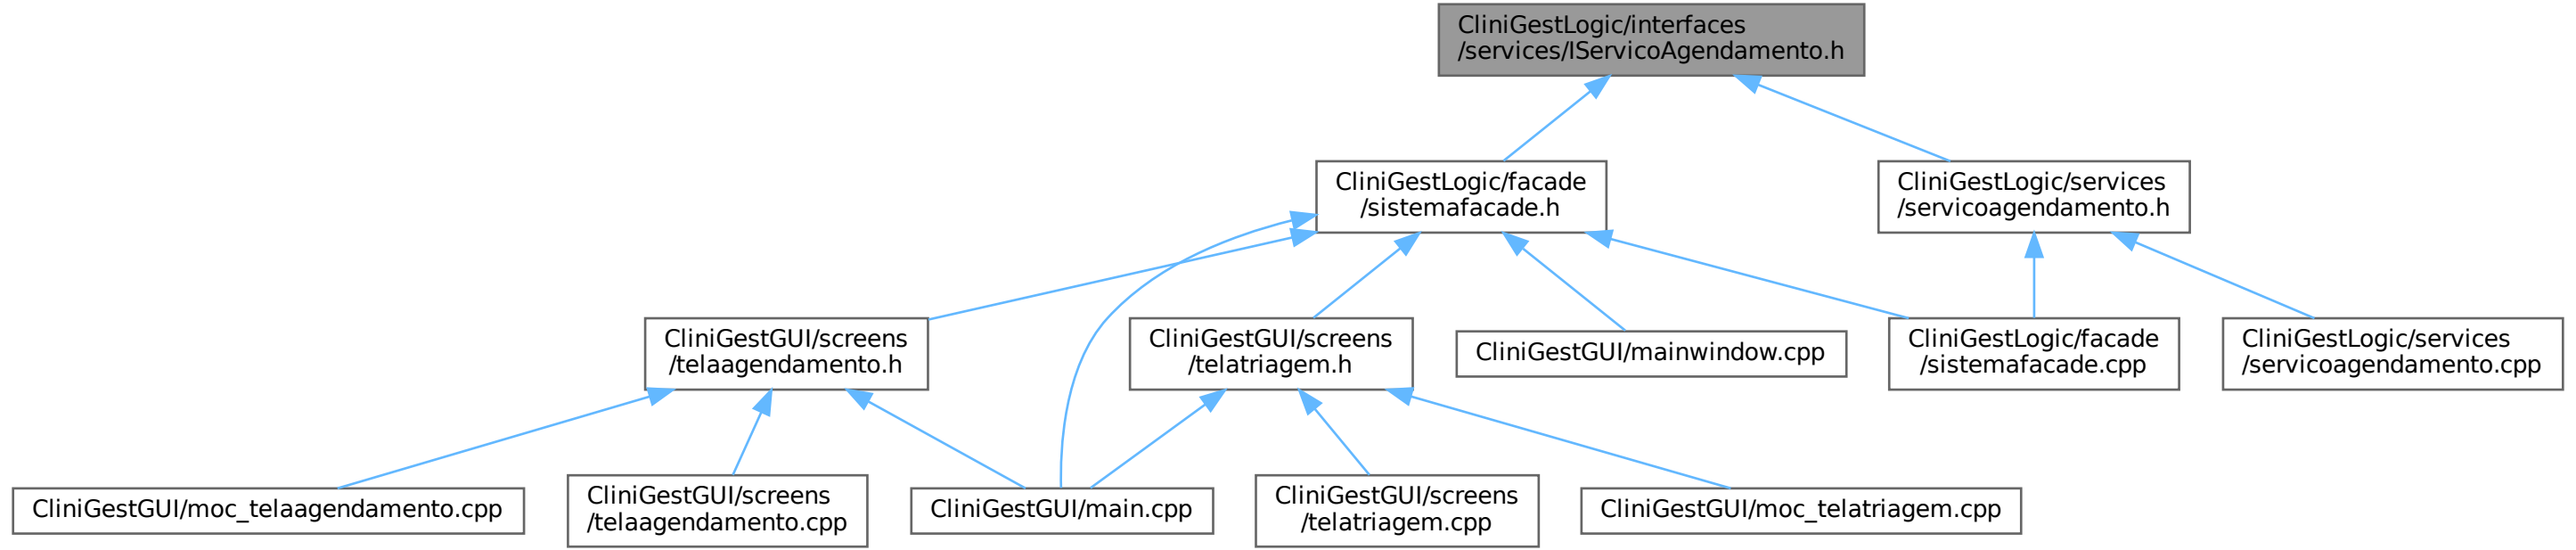 CliniGestLogic/interfaces
/services/IServicoAgendamento.h
CliniGestLogic/facade
/sistemafacade.h
CliniGestLogic/services
/servicoagendamento.h
CliniGestGUI/screens
/telaagendamento.h
CliniGestGUI/screens
/telatriagem.h
CliniGestGUI/mainwindow.cpp
CliniGestLogic/facade
/sistemafacade.cpp
CliniGestLogic/services
/servicoagendamento.cpp
CliniGestGUI/moc_telaagendamento.cpp
CliniGestGUI/screens
/telaagendamento.cpp
CliniGestGUI/main.cpp
CliniGestGUI/screens
/telatriagem.cpp
CliniGestGUI/moc_telatriagem.cpp